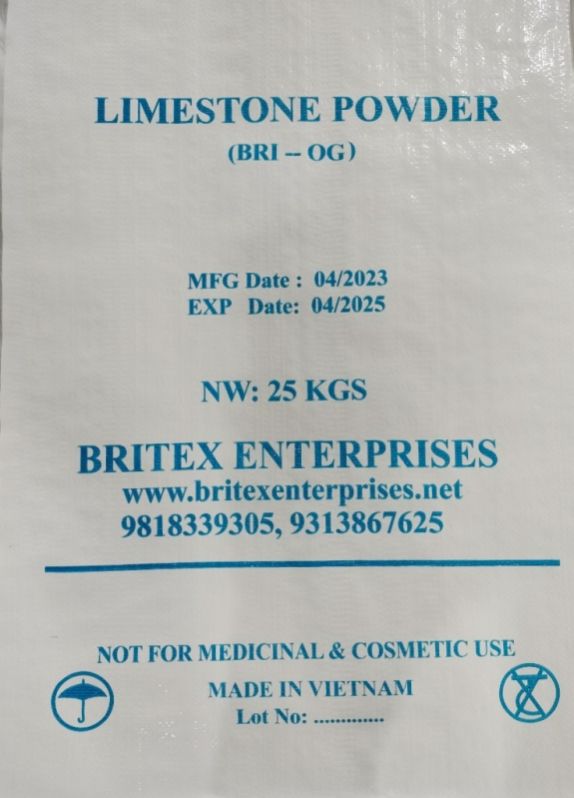 LIMESTONE POWDER
(BRI -- OG)
MFG Date : 04/2023
EXP Date: 04/2025
NW: 25 KGS
BRITEX ENTERPRISES
www.britexenterprises.net
9818339305, 9313867625
NOT FOR MEDICINAL & COSMETIC USE
MADE IN VIETNAM
Lot No: .............